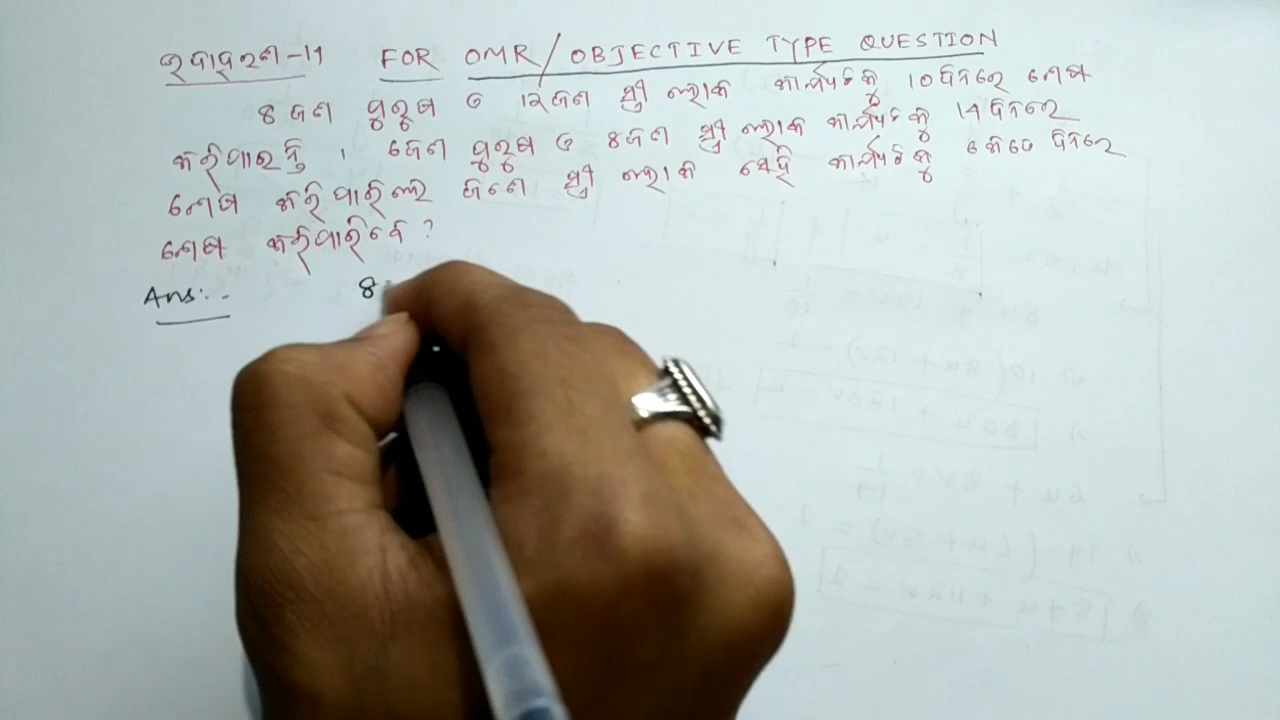 ଉଦାହରଣ-11 FOR OMR/OBJECTIVE TYPE QUESTION
8 ଜଣ ପୁରୁଷ ଓ 12ଜଣ ସ୍ତ୍ରୀ ଲୋକ କାର୍ଯ୍ୟଟିକୁ 10 ଦିନରେ ଶେଷ
କରିପାରନ୍ତି । 6ଜଣ ପୁରୁଷ ଓ 8ଜଣ ସ୍ତ୍ରୀ ଲୋକ କାର୍ଯ୍ୟଟିକୁ 14 ଦିନରେ
ଶେଷ କରି ପାରିଲେ ଜଣେ ସ୍ତ୍ରୀ ଲୋକ ସେହି କାର୍ଯ୍ୟଟିକୁ କେତେ ଦିନରେ
ଶେଷ କରିପାରିବେ ?
Ans:- 8